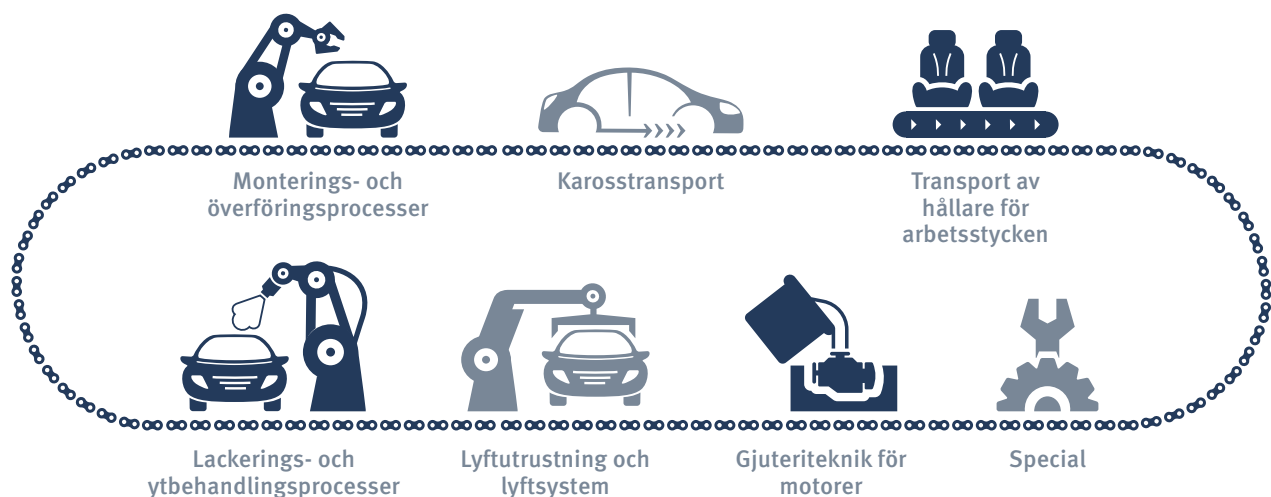 Monterings- och
överföringsprocesser
Karosstransport
Transport av
hållare för
arbetsstycken
Lackerings- och
ytbehandlingsprocesser
Lyftutrustning och
lyftsystem
Gjuteriteknik för
motorer
Special